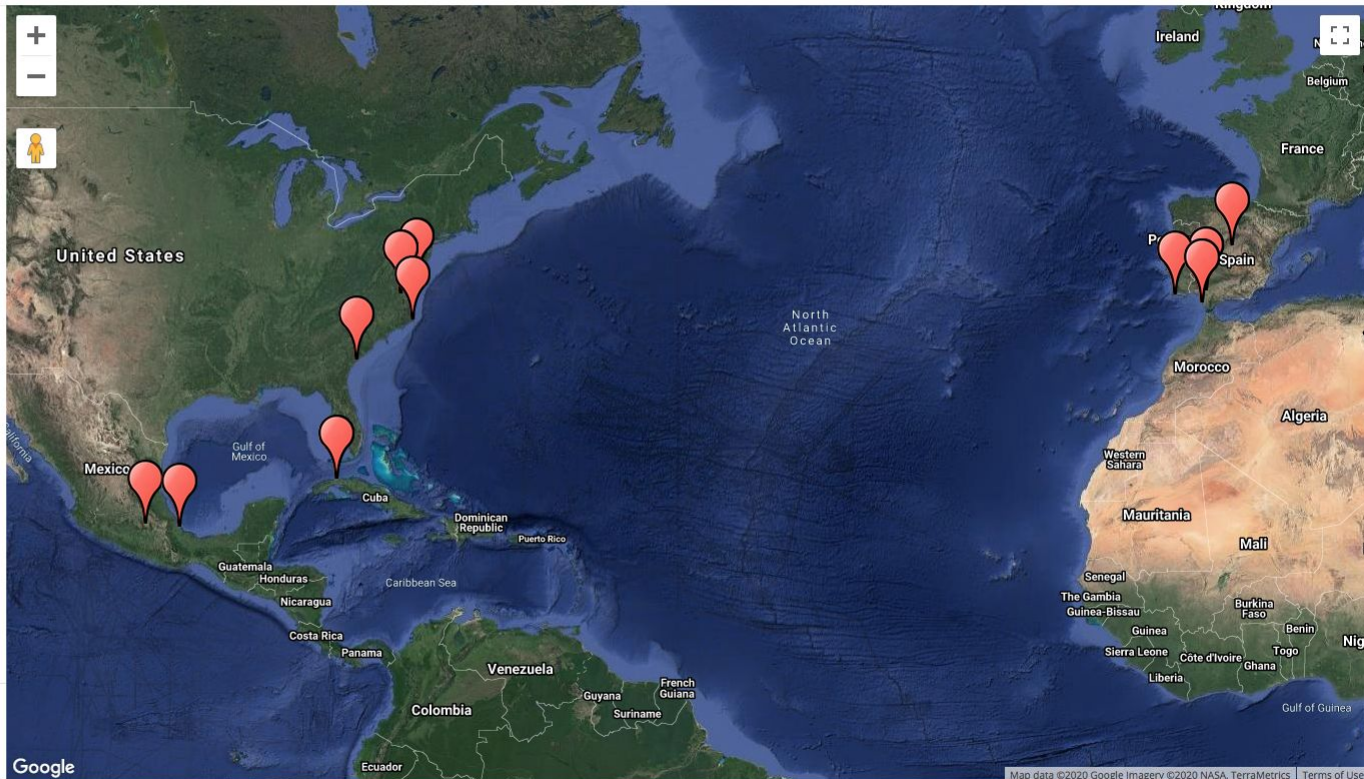 Kingdom
Ireland
Belgium
France
United States
Spain
North
Atlantic
Ocean
Morocco
Algeria
California
Gulf of
Mexico
Mexico
Western
Sahara
Cuba
Dominican
Republic
Puerto Rico
Mauritania
Mali
Guatemala
Honduras
Caribbean Sea
Nicaragua
Senegal
The Gambia
Guinea-Bissau
Burkina
Faso
Costa Rica
Panama
Guinea
Benin
Sierra Leone
Côte d'Ivoire
Togo
Ghana
Nig
Liberia
Venezuela
Guyana
French
Guiana
Suriname
Colombia
Gulf of Guinea
Ecuador
Google
Map data ©2020 Google Imagery ©2020 NASA, TerraMetrics
Terms of U